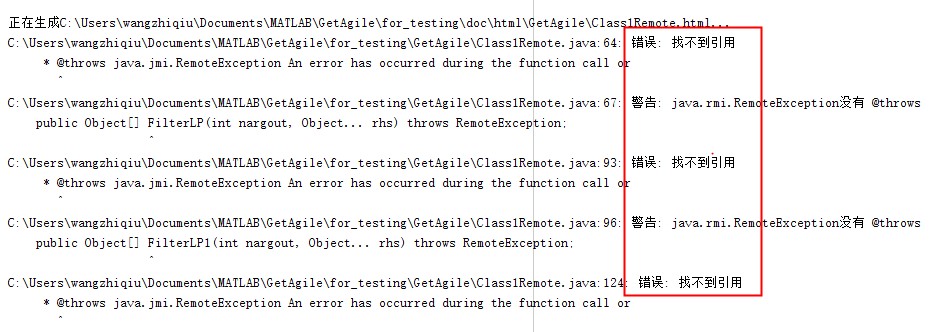 正在生成C:\Users\wangzhiqiu\Documents\MATLAB\GetAgile\for_testing\doc\html\GetAgile\Class1Remote.html...
C:\Users\wangzhiqiu\Documents\MATLAB\GetAgile\for_testing\GetAgile\Class1Remote.java:64: 错误: 找不到引用
* @throws java.jmi.RemoteException An error has occurred during the function call or
^
C:\Users\wangzhiqiu\Documents\MATLAB\GetAgile\for_testing\GetAgile\Class1Remote.java:67: 警告: java.rmi.RemoteException没有 @throws
public Object[] FilterLP(int nargout, Object... rhs) throws RemoteException;
^
C:\Users\wangzhiqiu\Documents\MATLAB\GetAgile\for_testing\GetAgile\Class1Remote.java:93: 错误: 找不到引用
* @throws java.jmi.RemoteException An error has occurred during the function call or
^
C:\Users\wangzhiqiu\Documents\MATLAB\GetAgile\for_testing\GetAgile\Class1Remote.java:96: 警告: java.rmi.RemoteException没有 @throws
public Object[] FilterLP1(int nargout, Object... rhs) throws RemoteException;
^
C:\Users\wangzhiqiu\Documents\MATLAB\GetAgile\for_testing\GetAgile\Class1Remote.java:124: 错误: 找不到引用
* @throws java.jmi.RemoteException An error has occurred during the function call or
^